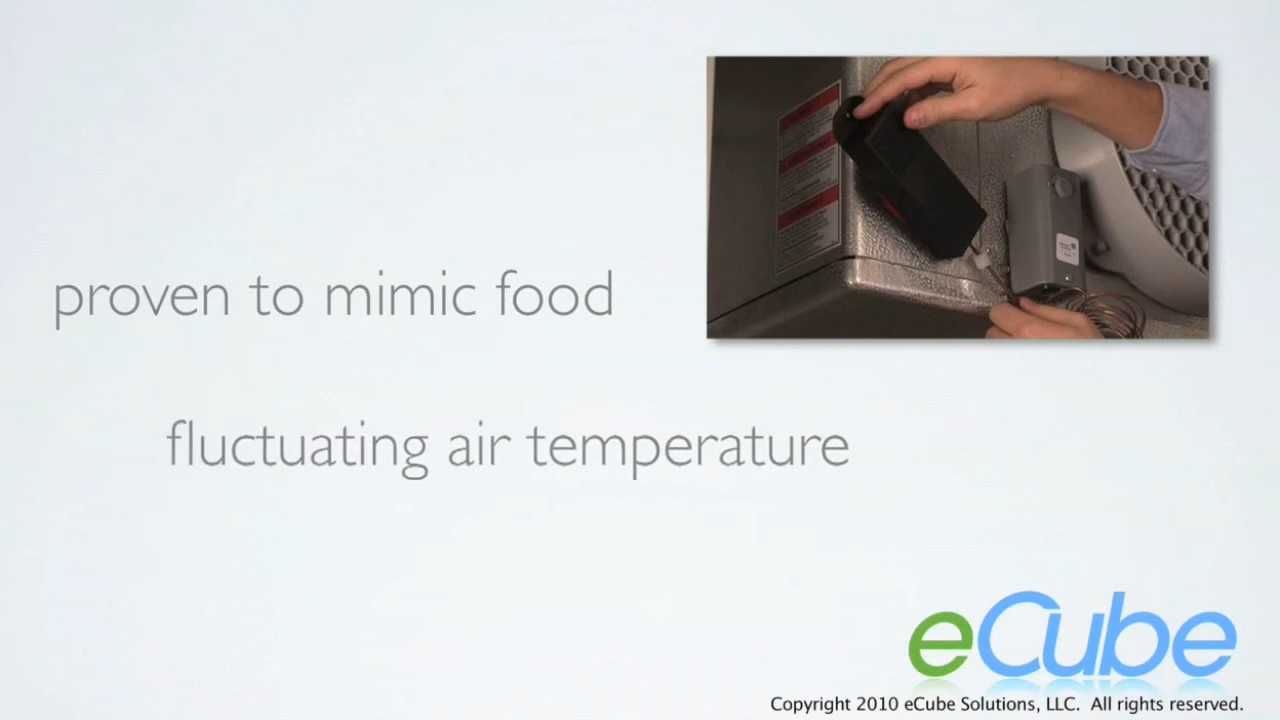 proven to mimic food
fluctuating air temperature
eCube
Copyright 2010 eCube Solutions, LLC.  All rights reserved.